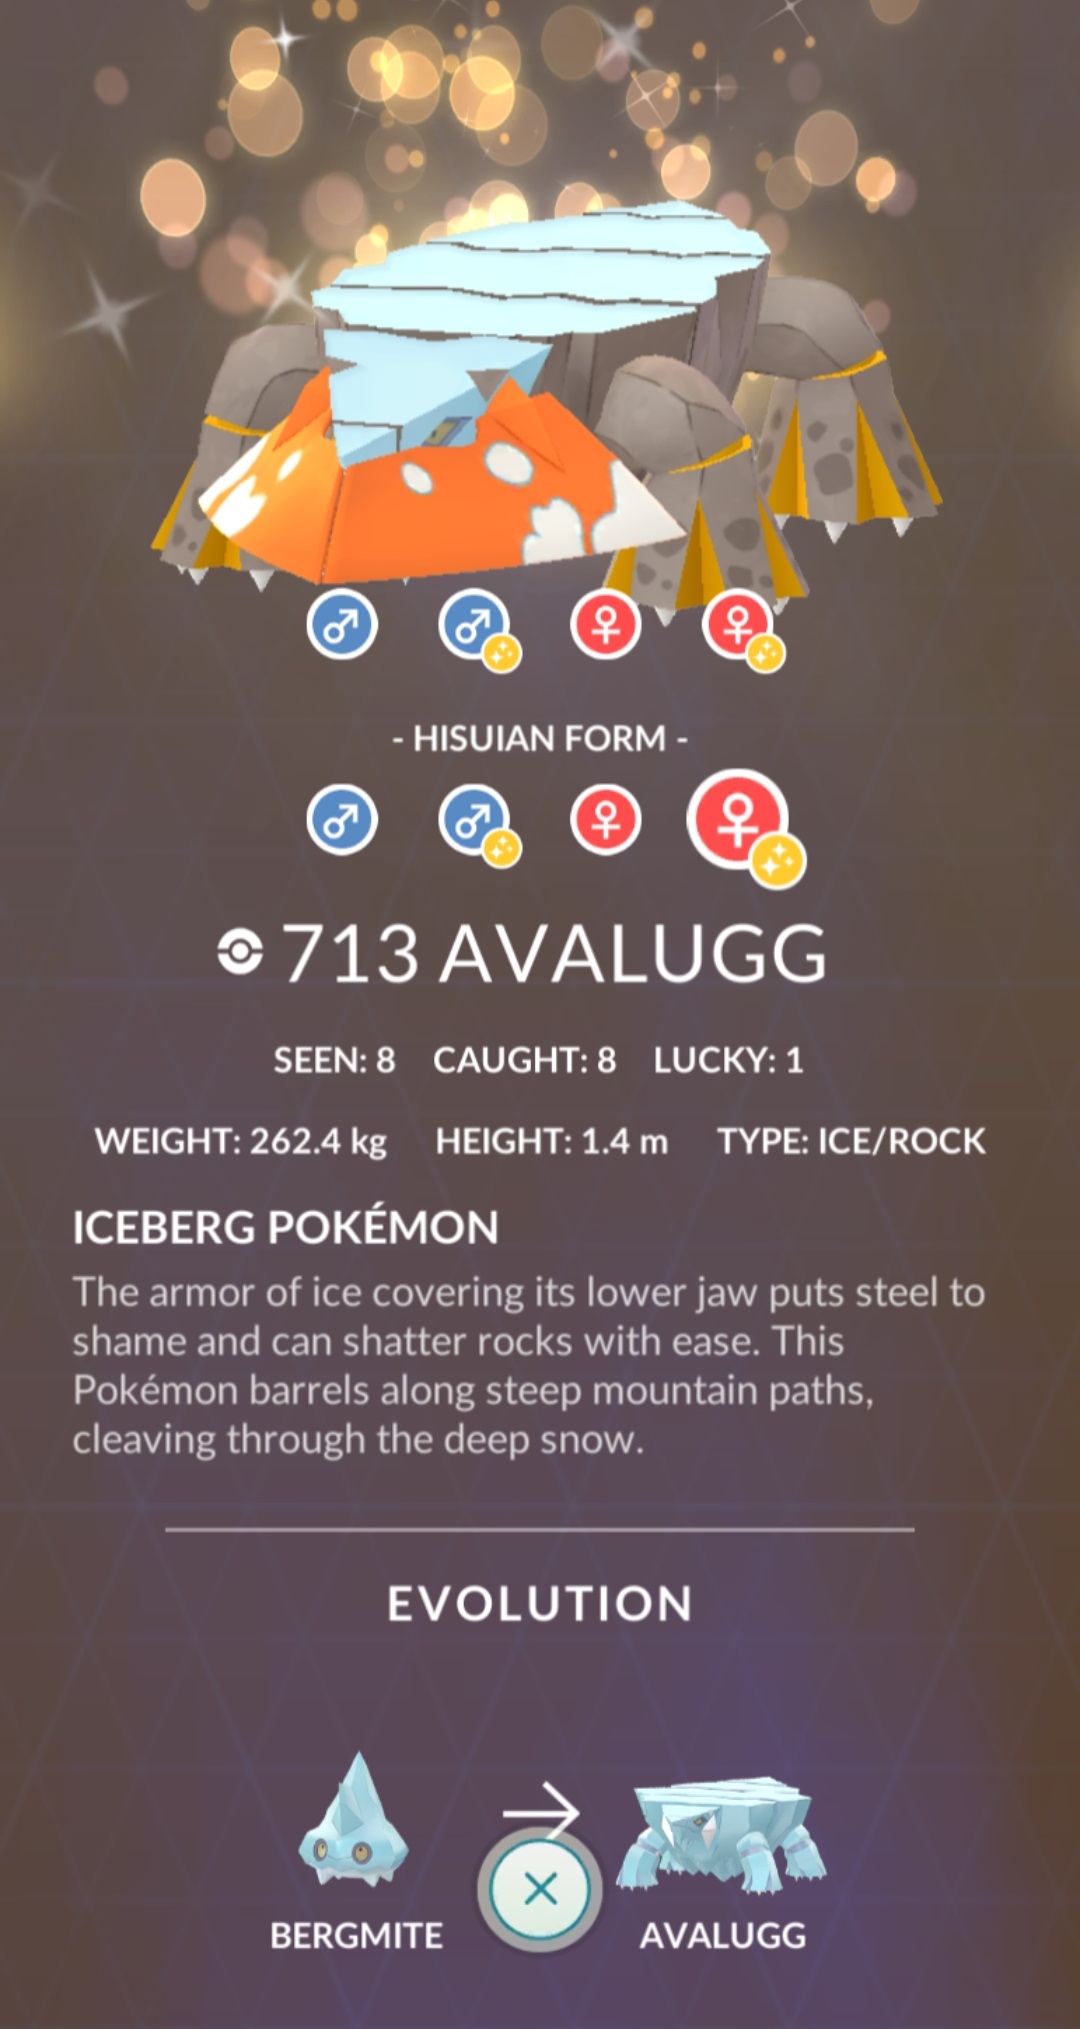 - HISUIAN FORM -
713 AVALUGG
SEEN: 8 CAUGHT: 8 LUCKY: 1
WEIGHT: 262.4 kg HEIGHT: 1.4 m TYPE: ICE/ROCK
ICEBERG POKÉMON
The armor of ice covering its lower jaw puts steel to
shame and can shatter rocks with ease. This
Pokémon barrels along steep mountain paths,
cleaving through the deep snow.
EVOLUTION
BERGMITE AVALUGG